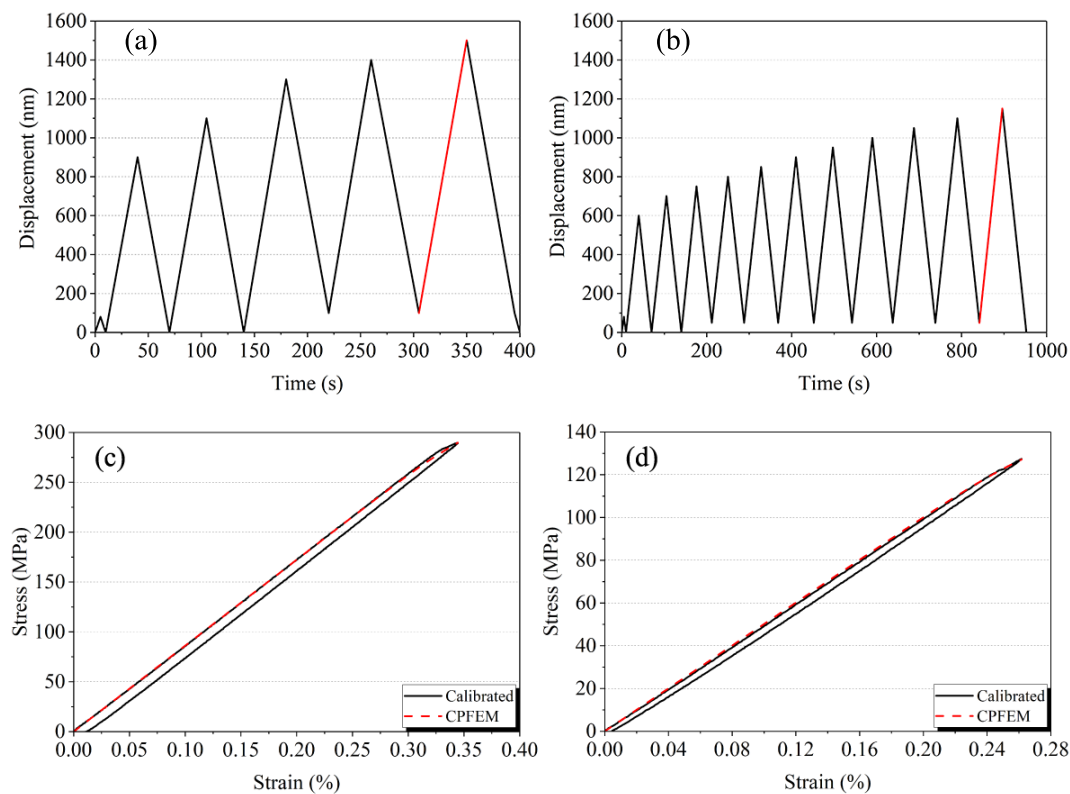 (a)
1600
1400
1200
1000
800
600
400
200
0
Displacement (nm)
0 50 100 150 200 250 300 350 400
Time (s)
(b)
1600
1400
1200
1000
800
600
400
200
0
Displacement (nm)
0 200 400 600 800 1000
Time (s)
(c)
300
250
200
150
100
50
0
Stress (MPa)
Calibrated
CPFEM
0.00 0.05 0.10 0.15 0.20 0.25 0.30 0.35 0.40
Strain (%)
(d)
140
120
100
80
60
40
20
0
Stress (MPa)
Calibrated
CPFEM
0.00 0.04 0.08 0.12 0.16 0.20 0.24 0.28
Strain (%)